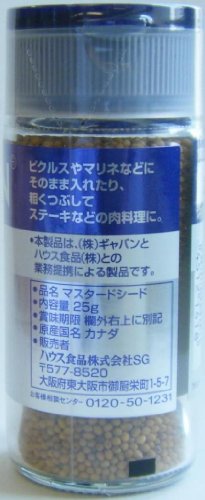 ピクルスやマリネなどに
そのまま入れたり、
粗くつぶして
ステーキなどの肉料理に。
●本製品は、(株)ギャバンと
ハウス食品(株)との
業務提携による製品です。
●品名 マスタードシード
●内容量 25g
●賞味期限 欄外右上に別記
●原産国名 カナダ
●販売者
ハウス食品株式会社SG
〒577-8520
大阪府東大阪市御厨栄町1-5-7
お客様相談センター 0120-50-1231